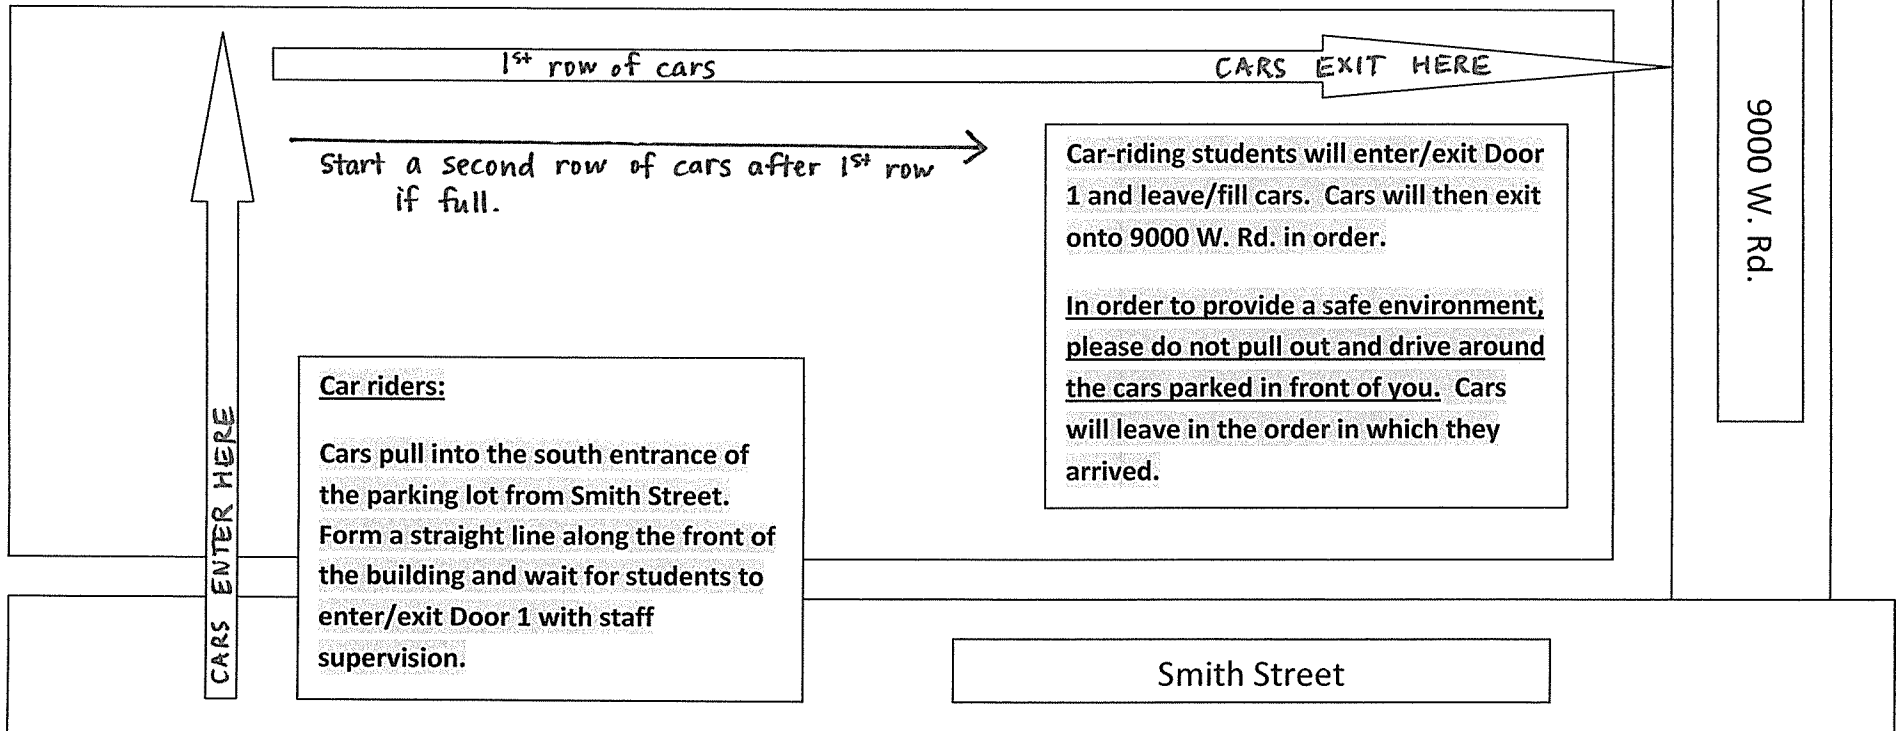 1st row of cars
CARS EXIT HERE
9000 W. Rd.
Start a second row of cars after 1st row
if full.
Car-riding students will enter/exit Door
1 and leave/fill cars. Cars will then exit
onto 9000 W. Rd. in order.
In order to provide a safe environment,
please do not pull out and drive around
the cars parked in front of you. Cars
will leave in the order in which they
arrived.
CARS ENTER HERE
Car riders:
Cars pull into the south entrance of
the parking lot from Smith Street.
Form a straight line along the front of
the building and wait for students to
enter/exit Door 1 with staff
supervision.
Smith Street